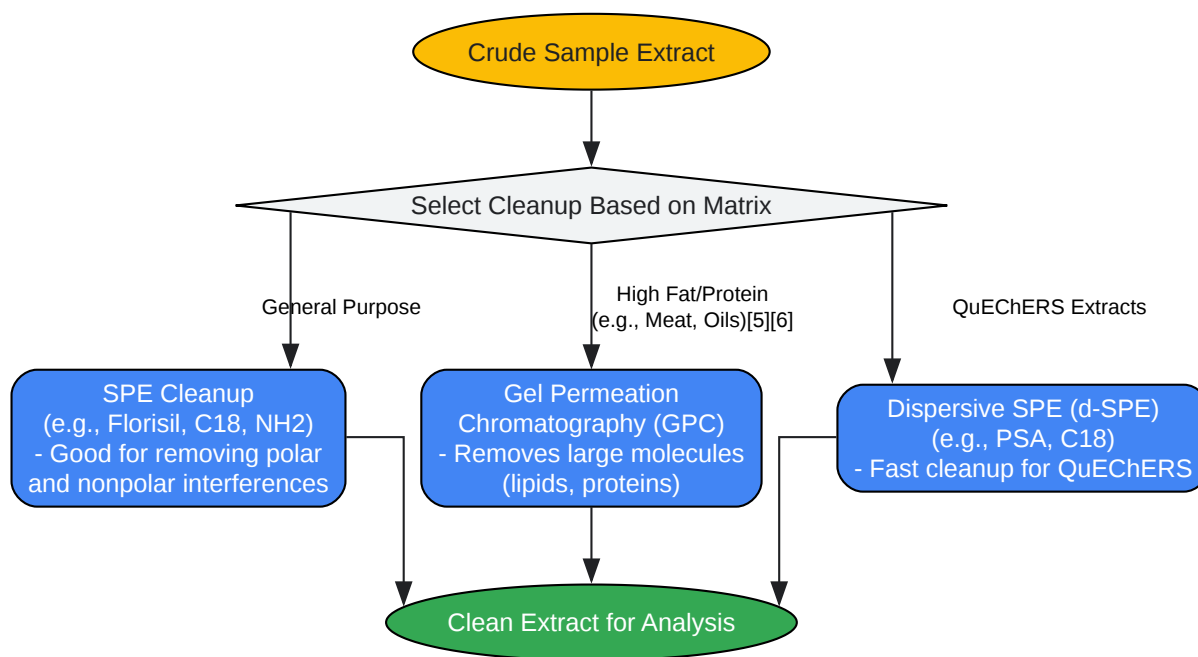 Crude Sample Extract
Select Cleanup Based on Matrix
General Purpose
High Fat/Protein
(e.g., Meat, Oils)[5][6]
QuEChERS Extracts
SPE Cleanup
(e.g., Florisil, C18, NH2)
- Good for removing polar
and nonpolar interferences
Gel Permeation
Chromatography (GPC)
- Removes large molecules
(lipids, proteins)
Dispersive SPE (d-SPE)
(e.g., PSA, C18)
- Fast cleanup for QuEChERS
Clean Extract for Analysis